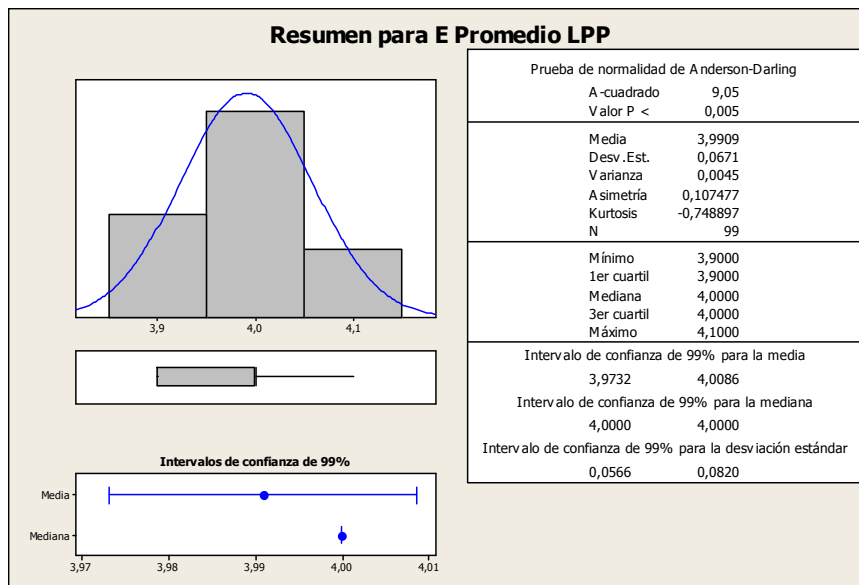 Resumen para E Promedio LPP
3,9 4,0 4,1
Intervalos de confianza de 99%
Media
Mediana
3,97 3,98 3,99 4,00 4,01
Prueba de normalidad de Anderson-Darling
A-cuadrado 9,05
Valor P < 0,005
Media 3,9909
Desv.Est. 0,0671
Varianza 0,0045
Asimetría 0,107477
Kurtosis -0,748897
N 99
Mínimo 3,9000
1er cuartil 3,9000
Mediana 4,0000
3er cuartil 4,0000
Máximo 4,1000
Intervalo de confianza de 99% para la media
3,9732 4,0086
Intervalo de confianza de 99% para la mediana
4,0000 4,0000
Intervalo de confianza de 99% para la desviación estándar
0,0566 0,0820